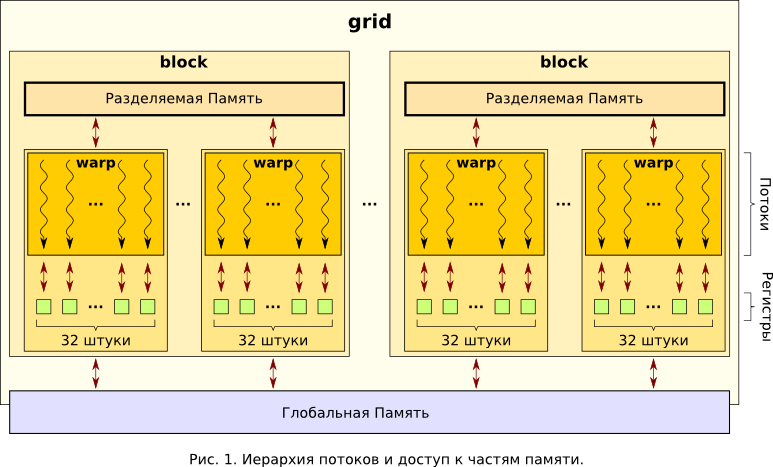 grid
block
block
Разделяемая Память
Разделяемая Память
warp
warp
warp
warp
...
...
...
...
...
...
...
Потоки
...
...
...
...
Регистры
32 штуки
32 штуки
32 штуки
32 штуки
Глобальная Память
Рис. 1. Иерархия потоков и доступ к частям памяти.